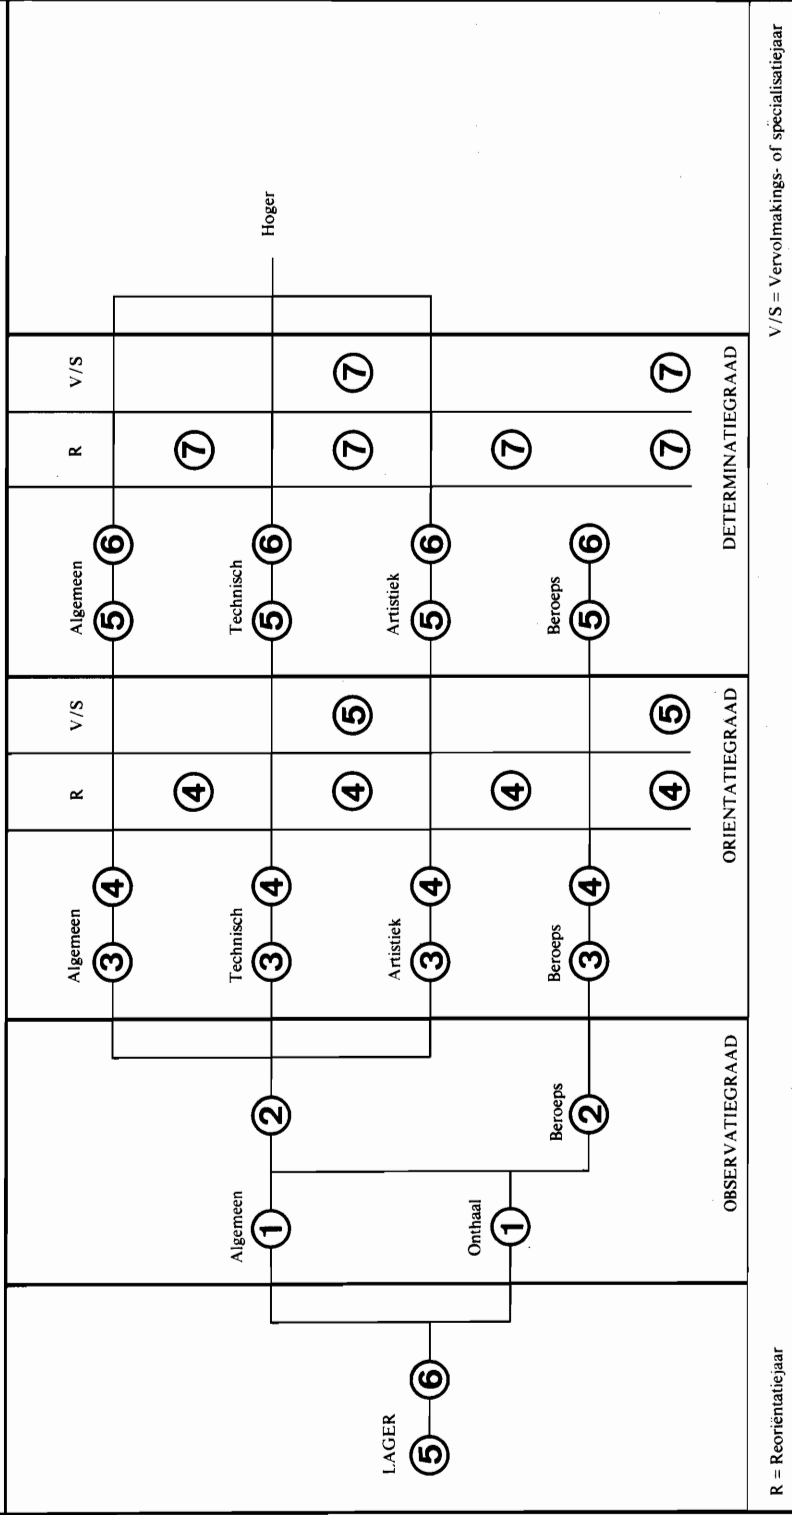 Algemeen R V/S Algemeen R V/S
3 4 5 6
4 7
Algemeen Technisch Technisch
Hoger
1 2 3 4 5 6
4 5 7 7
LAGER Artistiek Artistiek
5 6 3 4 5 6
Onthaal
1 4 7
Beroeps Beroeps Beroeps
2 3 4 5 6
4 5 7 7
OBSERVATIEGRAAD ORIENTATIEGRAAD DETERMINATIEGRAAD
R = Reoriëntatiejaar V/S = Vervolmakings- of specialisatiejaar